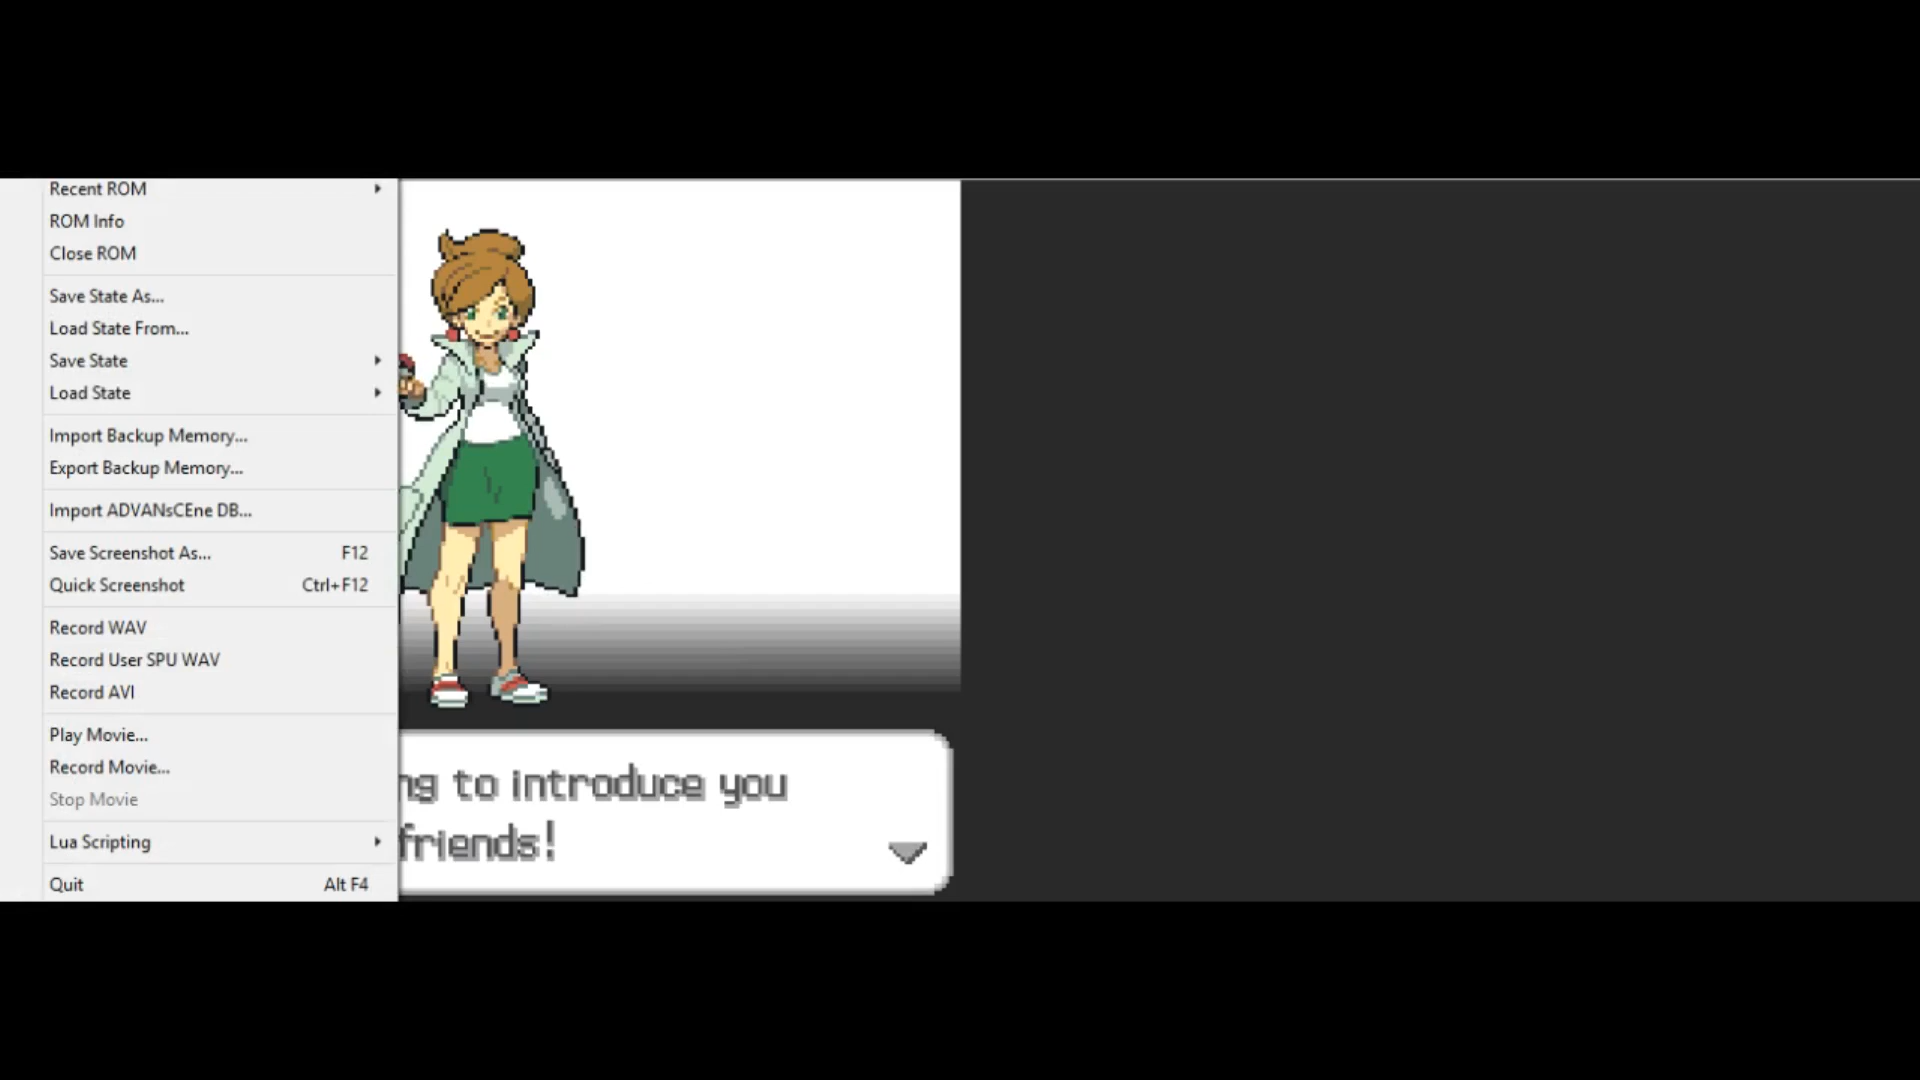 Recent ROM
ROM Info
Close ROM
Save State As...
Load State From...
Save State
Load State
Import Backup Memory...
Export Backup Memory...
Import ADVANsCEne DB...
Save Screenshot As... F12
Quick Screenshot Ctrl+F12
Record WAV
Record User SPU WAV
Record AVI
Play Movie...
Record Movie...
Stop Movie
Lua Scripting
Quit Alt F4
to introduce you
friends!